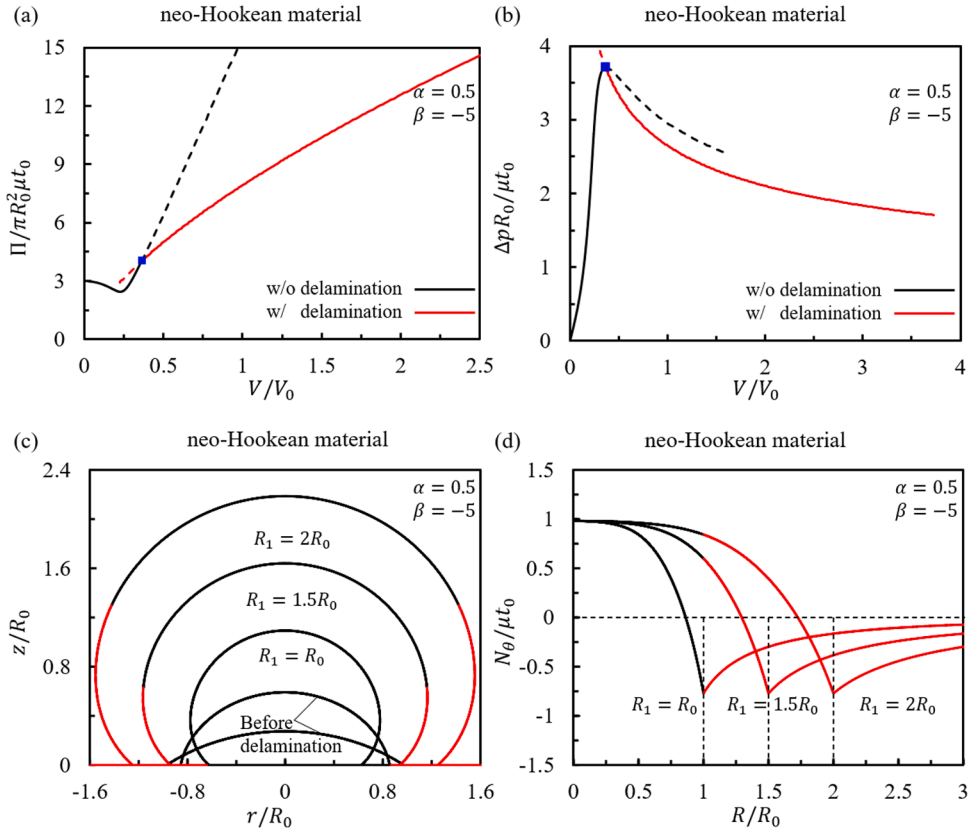 (a) neo-Hookean material
15
12
9
6
3
0
Π/πR₀²μt₀
α = 0.5
β = −5
w/o delamination
w/ delamination
0 0.5 1 1.5 2 2.5
V/V₀
(b) neo-Hookean material
4
3
2
1
0
ΔpR₀/μt₀
α = 0.5
β = −5
w/o delamination
w/ delamination
0 1 2 3 4
V/V₀
(c) neo-Hookean material
2.4
1.6
0.8
0
z/R₀
α = 0.5
β = −5
R₁ = 2R₀
R₁ = 1.5R₀
R₁ = R₀
Before
delamination
-1.6 -0.8 0 0.8 1.6
r/R₀
(d) neo-Hookean material
1.5
1
0.5
0
-0.5
-1
-1.5
N_θ/μt₀
α = 0.5
β = −5
R₁ = R₀ R₁ = 1.5R₀ R₁ = 2R₀
0 0.5 1 1.5 2 2.5 3
R/R₀